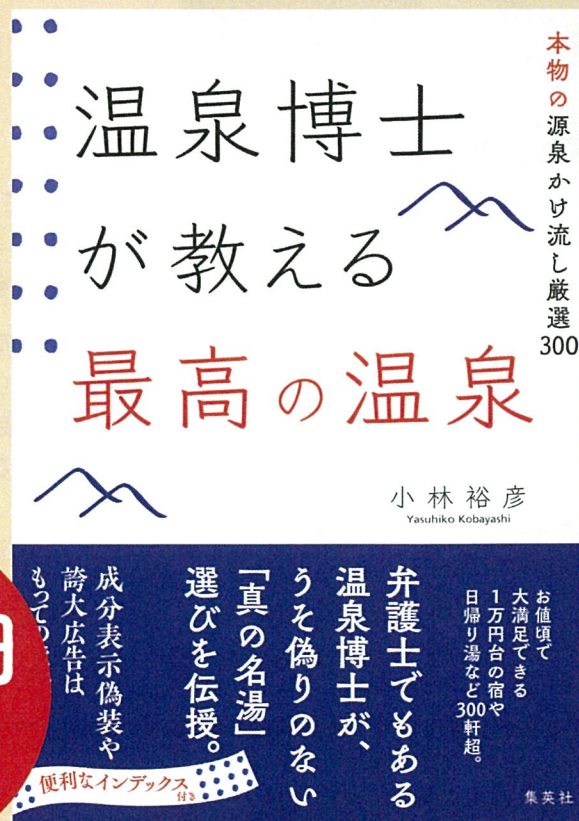 本物の源泉かけ流し厳選300
温泉博士
が教える
最高の温泉
小林裕彦
Yasuhiko Kobayashi
お値頃で
大満足できる
1万円台の宿や
日帰り湯など300軒超。
弁護士でもある
温泉博士が、
うそ偽りのない
「真の名湯」
選びを伝授。
成分表示偽装や
誇大広告は
もっての
便利なインデックス付き
集英社